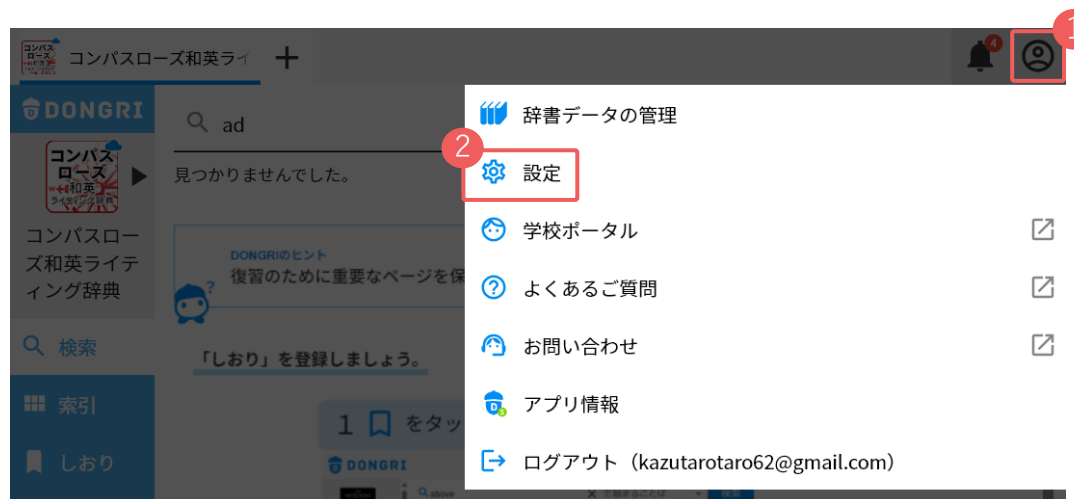 1
コンパスローズ和英ライ
4
DONGRI
ad
見つかりませんでした。
コンパス
ローズ
和英
ライティング辞典
コンパスロー
ズ和英ライテ
ィング辞典
DONGRIのヒント
復習のために重要なページを保
「しおり」を登録しましょう。
1 をタッ
DONGRI
above
検索
索引
しおり
辞書データの管理
2
設定
学校ポータル
よくあるご質問
お問い合わせ
アプリ情報
ログアウト（kazutarotaro62@gmail.com）